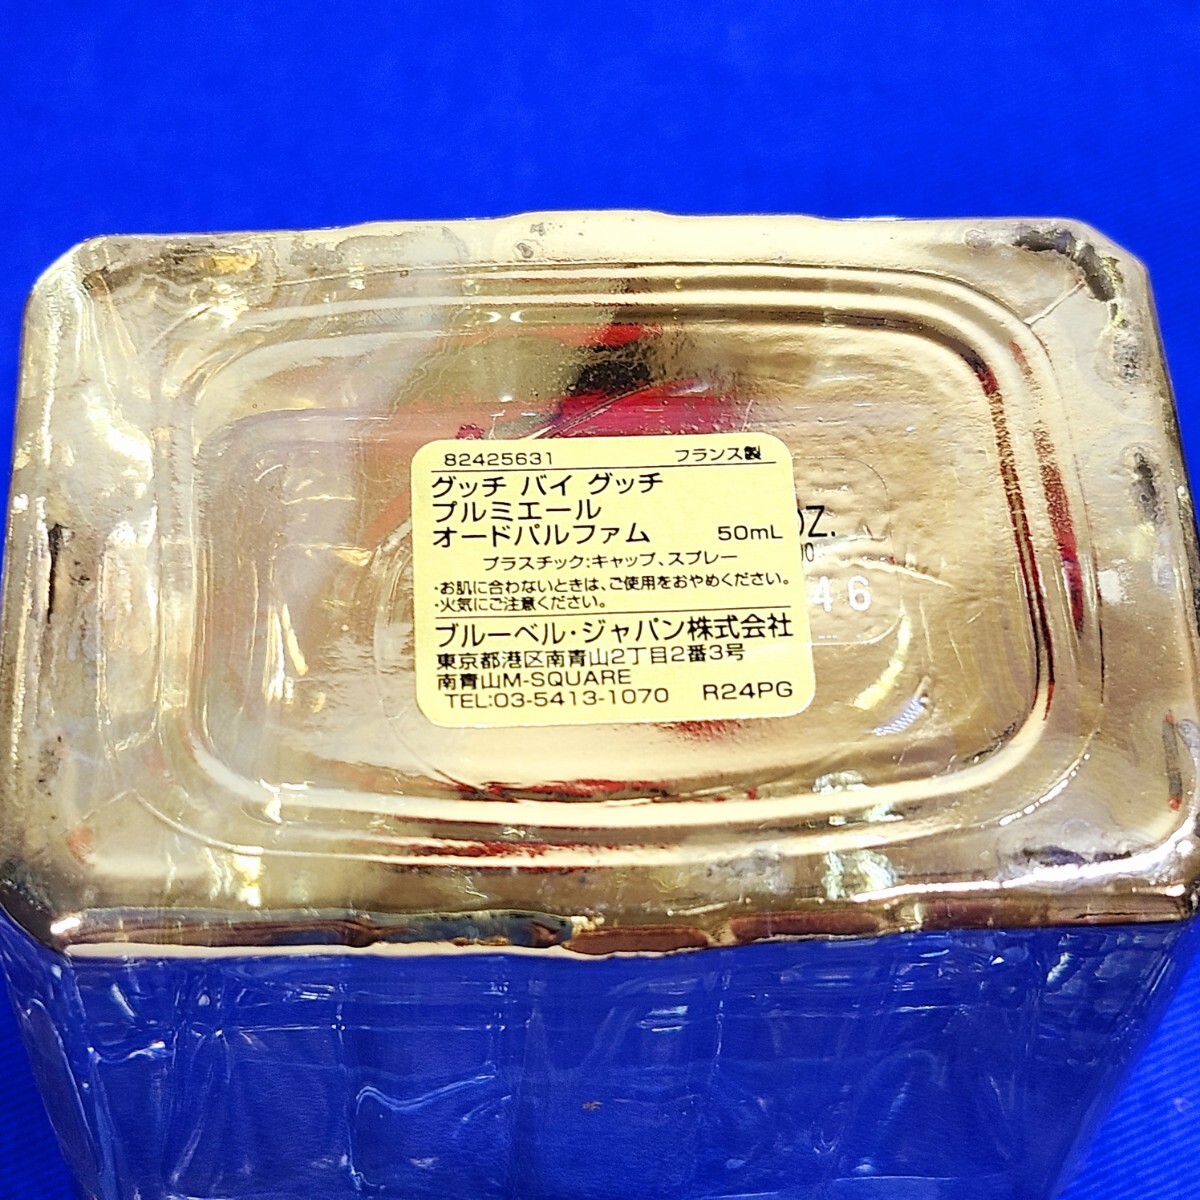 82425631 フランス製
グッチ バイ グッチ
プルミエール
オードパルファム 50mL
プラスチック:キャップ、スプレー
・お肌に合わないときは、ご使用をおやめください。
・火気にご注意ください。
ブルーベル・ジャパン株式会社
東京都港区南青山2丁目2番3号
南青山M-SQUARE
TEL:03-5413-1070 R24PG
OZ.
46